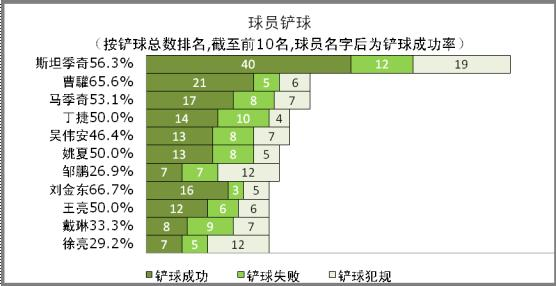 球员铲球
（按铲球总数排名,截至前10名,球员名字后为铲球成功率）
斯坦季奇56.3% 40 12 19
曹驩65.6% 21 5 6
马季奇53.1% 17 8 7
丁捷50.0% 14 10 4
吴伟安46.4% 13 8 7
姚夏50.0% 13 8 5
邹鹏26.9% 7 7 12
刘金东66.7% 16 3 5
王亮50.0% 12 6 6
戴琳33.3% 8 9 7
徐亮29.2% 7 5 12
铲球成功 铲球失败 铲球犯规